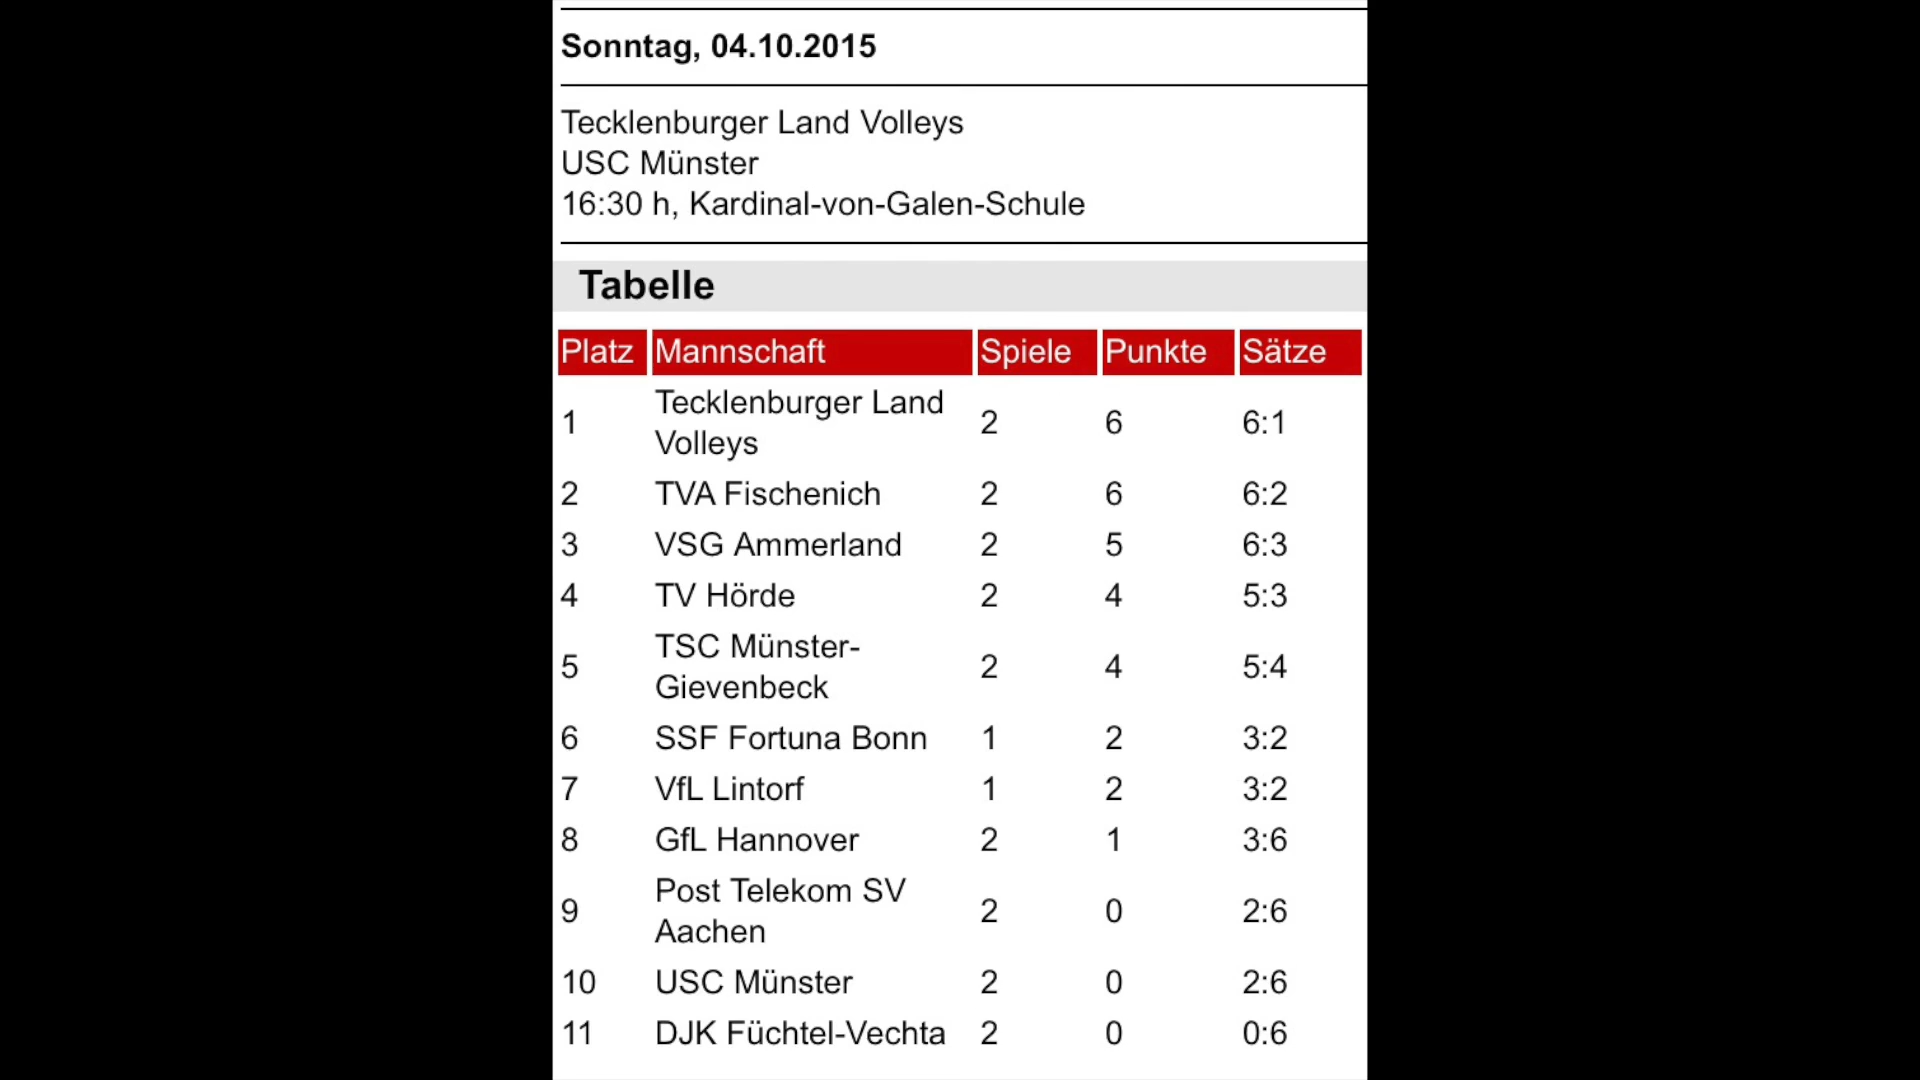 Sonntag, 04.10.2015
Tecklenburger Land Volleys
USC Münster
16:30 h, Kardinal-von-Galen-Schule
Tabelle
Platz Mannschaft Spiele Punkte Sätze
1 Tecklenburger Land Volleys 2 6 6:1
2 TVA Fischenich 2 6 6:2
3 VSG Ammerland 2 5 6:3
4 TV Hörde 2 4 5:3
5 TSC Münster-Gievenbeck 2 4 5:4
6 SSF Fortuna Bonn 1 2 3:2
7 VfL Lintorf 1 2 3:2
8 GfL Hannover 2 1 3:6
9 Post Telekom SV Aachen 2 0 2:6
10 USC Münster 2 0 2:6
11 DJK Füchtel-Vechta 2 0 0:6